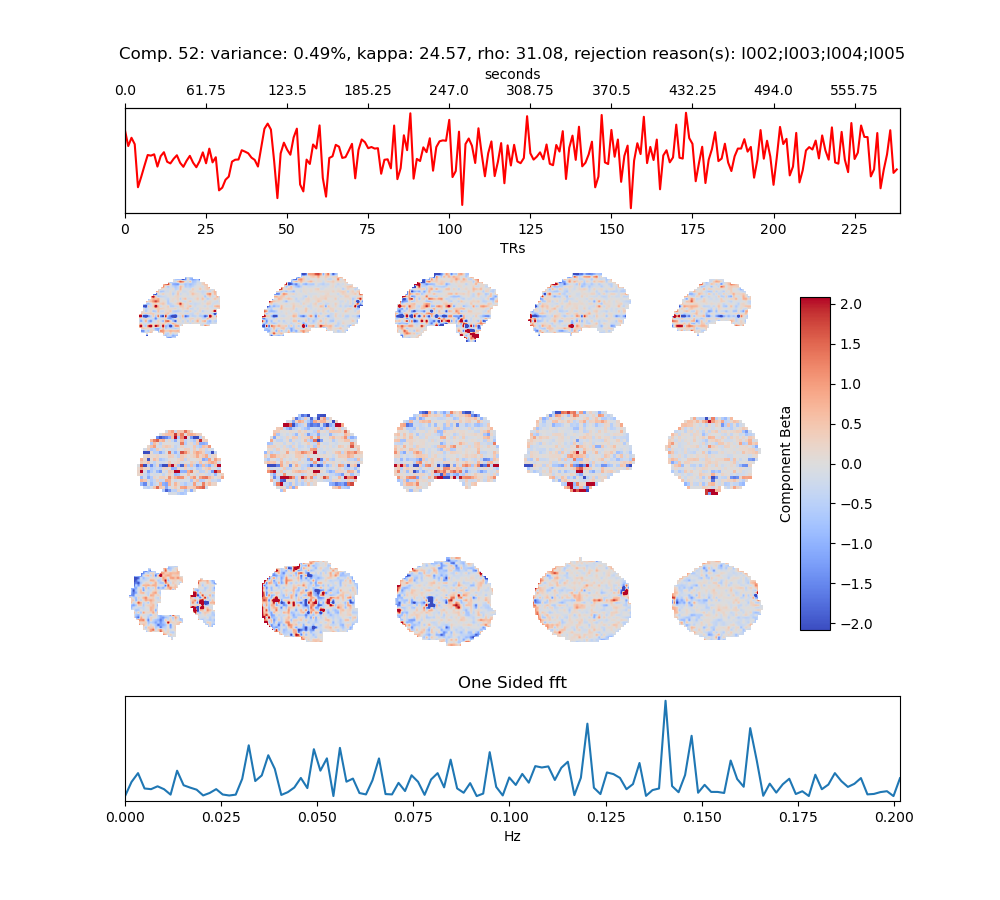 Comp. 52: variance: 0.49%, kappa: 24.57, rho: 31.08, rejection reason(s): I002;I003;I004;I005
seconds
0.0 61.75 123.5 185.25 247.0 308.75 370.5 432.25 494.0 555.75
0 25 50 75 100 125 150 175 200 225
TRs
2.0
1.5
1.0
0.5
0.0
−0.5
−1.0
−1.5
−2.0
Component Beta
One Sided fft
0.000 0.025 0.050 0.075 0.100 0.125 0.150 0.175 0.200
Hz